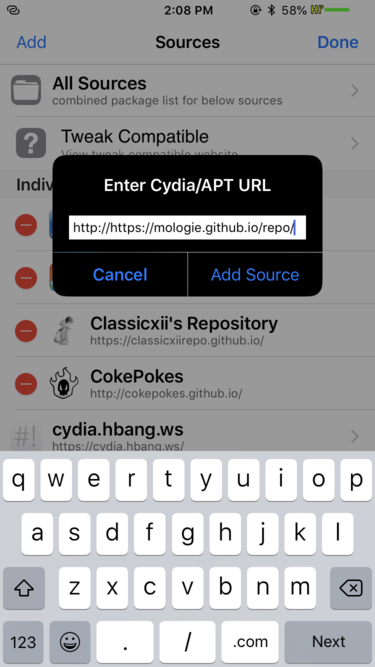 2:08 PM 58% HF
Add Sources Done
All Sources
combined package list for below sources
? Tweak Compatible
View tweak compatible website
Indiv
Enter Cydia/APT URL
http://https://mologie.github.io/repo/
Cancel Add Source
Classicxii's Repository
https://classicxiirepo.github.io/
CokePokes
http://cokepokes.github.io/
#! cydia.hbang.ws
https://cydia.hbang.ws/
q w e r t y u i o p
a s d f g h j k l
z x c v b n m
123 . / .com Next